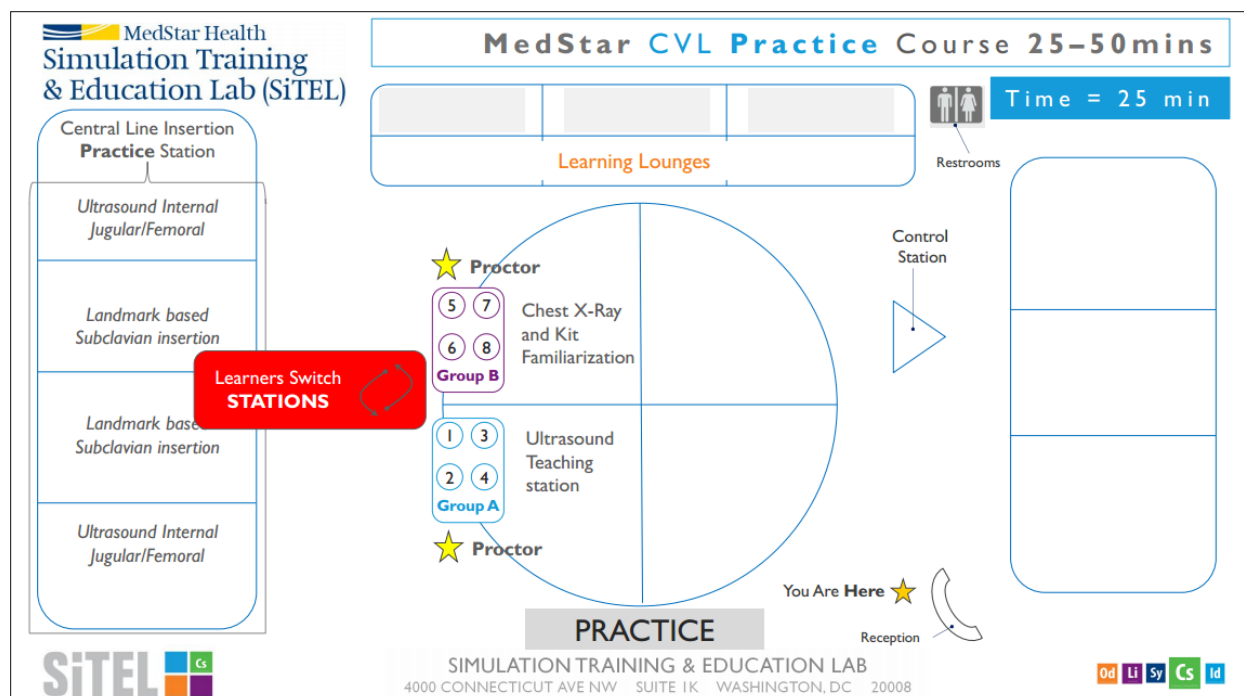 MedStar Health
Simulation Training
& Education Lab (SiTEL)
MedStar CVL Practice Course 25–50mins
Time = 25 min
Restrooms
Learning Lounges
Central Line Insertion
Practice Station
Ultrasound Internal
Jugular/Femoral
Landmark based
Subclavian insertion
Landmark based
Subclavian insertion
Ultrasound Internal
Jugular/Femoral
Learners Switch
STATIONS
Proctor
5 7
6 8
Group B
Chest X-Ray
and Kit
Familiarization
1 3
2 4
Group A
Ultrasound
Teaching
station
Proctor
Control
Station
You Are Here
Reception
PRACTICE
SiTEL
Cs
SIMULATION TRAINING & EDUCATION LAB
4000 CONNECTICUT AVE NW SUITE 1K WASHINGTON, DC 20008
Od Li Sy Cs Id